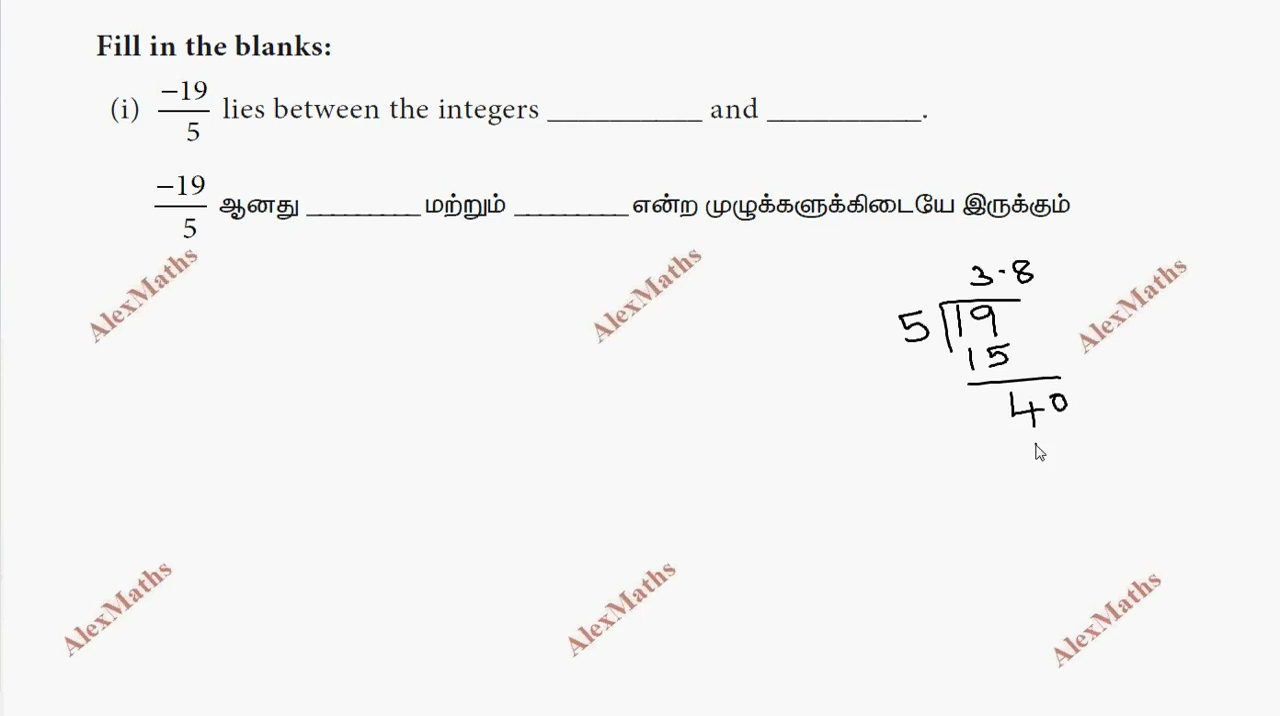 Fill in the blanks:
(i) −19/5 lies between the integers __________ and __________.
−19/5 ஆனது ________ மற்றும் ________ என்ற முழுக்களுக்கிடையே இருக்கும்
AlexMaths
AlexMaths
AlexMaths
3.8
5 19
15
40
AlexMaths
AlexMaths
AlexMaths